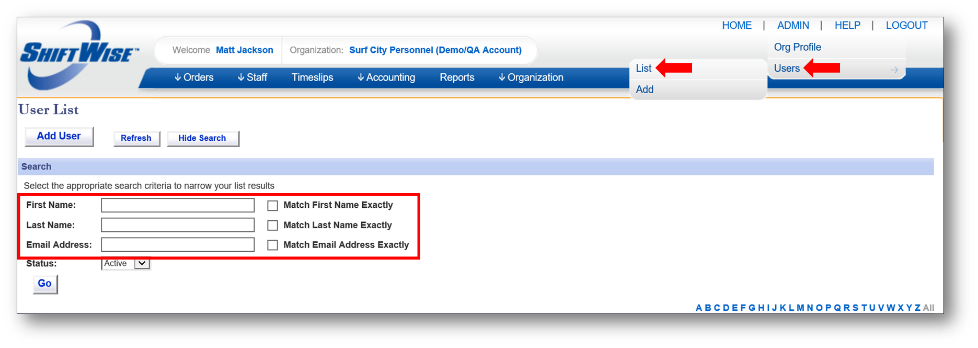 HOME | ADMIN | HELP | LOGOUT
SHIFTWISE™
Welcome Matt Jackson Organization: Surf City Personnel (Demo/QA Account)
Org Profile
List Users
Orders Staff Timeslips Accounting Reports Organization
Add
User List
Add User Refresh Hide Search
Search
Select the appropriate search criteria to narrow your list results
First Name: Match First Name Exactly
Last Name: Match Last Name Exactly
Email Address: Match Email Address Exactly
Status: Active
Go
A B C D E F G H I J K L M N O P Q R S T U V W X Y Z All